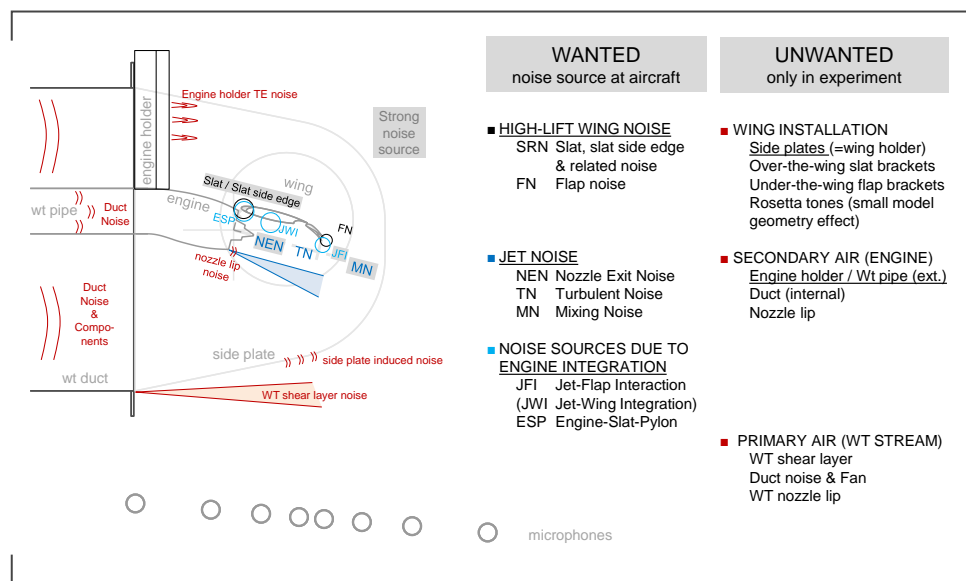 Engine holder TE noise
Strong
noise
source
engine holder
wing
Slat / Slat side edge
engine
wt pipe
Duct
Noise
ESP
JWI
FN
NEN
TN
JFI
MN
nozzle lip
noise
Duct
Noise
&
Compo-
nents
side plate
side plate induced noise
wt duct
WT shear layer noise
microphones
WANTED
noise source at aircraft
■ HIGH-LIFT WING NOISE
SRN Slat, slat side edge
& related noise
FN Flap noise
■ JET NOISE
NEN Nozzle Exit Noise
TN Turbulent Noise
MN Mixing Noise
■ NOISE SOURCES DUE TO
ENGINE INTEGRATION
JFI Jet-Flap Interaction
(JWI Jet-Wing Integration)
ESP Engine-Slat-Pylon
UNWANTED
only in experiment
■ WING INSTALLATION
Side plates (=wing holder)
Over-the-wing slat brackets
Under-the-wing flap brackets
Rosetta tones (small model
geometry effect)
■ SECONDARY AIR (ENGINE)
Engine holder / Wt pipe (ext.)
Duct (internal)
Nozzle lip
■ PRIMARY AIR (WT STREAM)
WT shear layer
Duct noise & Fan
WT nozzle lip